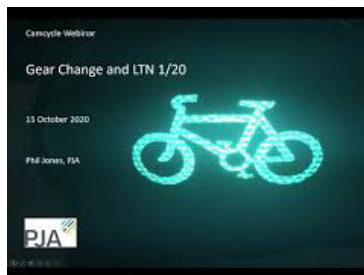 Camcycle Webinar
Gear Change and LTN 1/20
15 October 2020
Phil Jones, PJA
PJA